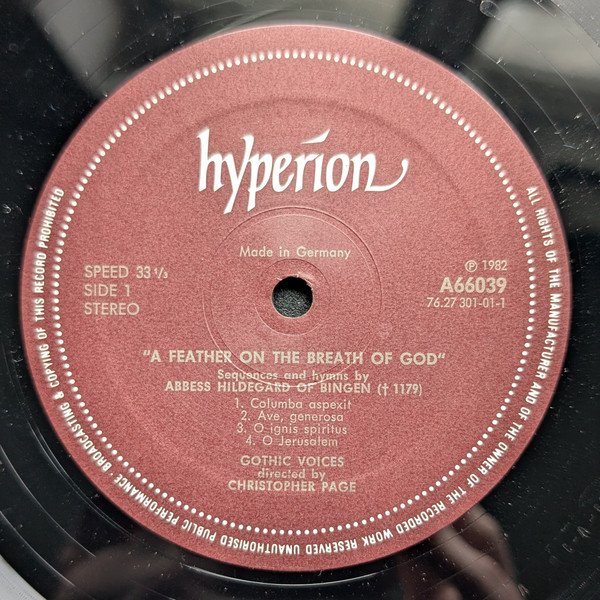 hyperion
Made in Germany
SPEED 33 1/3
SIDE 1
STEREO
℗ 1982
A66039
76.27 301-01-1
"A FEATHER ON THE BREATH OF GOD"
Sequences and hymns by
ABBESS HILDEGARD OF BINGEN († 1179)
1. Columba aspexit
2. Ave, generosa
3. O ignis spiritus
4. O Jerusalem
GOTHIC VOICES
directed by
CHRISTOPHER PAGE
ALL RIGHTS OF THE MANUFACTURER AND OF THE OWNER OF THE RECORDED WORK RESERVED UNAUTHORISED PUBLIC PERFORMANCE BROADCASTING & COPYING OF THIS RECORD PROHIBITED